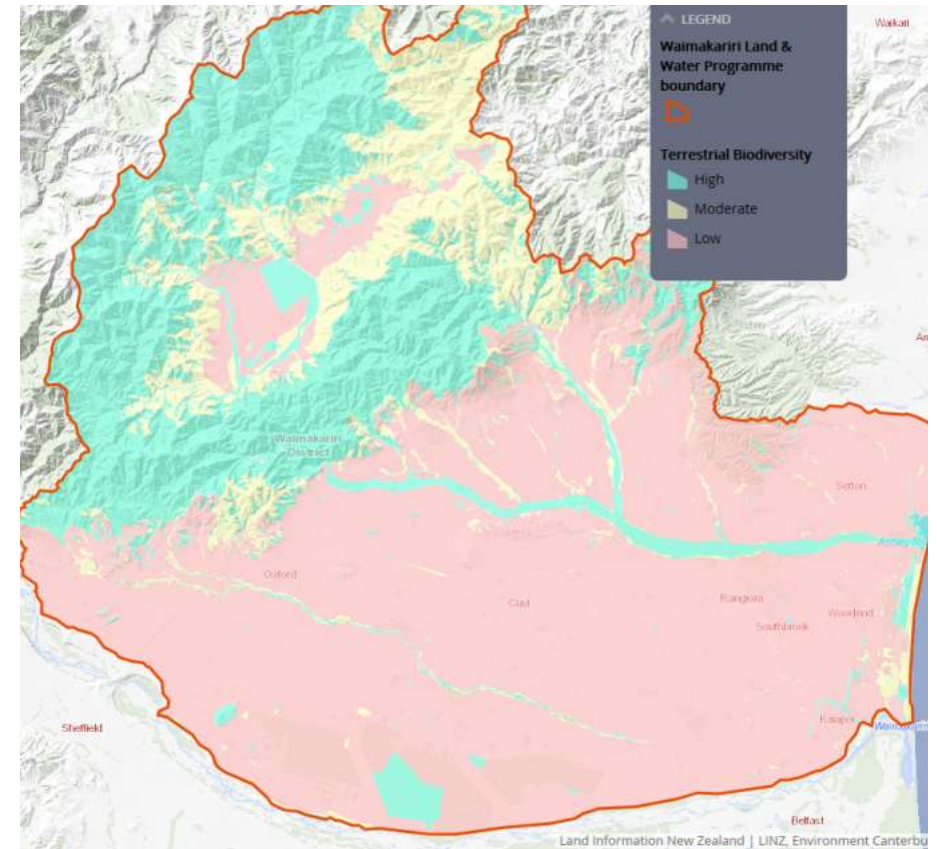 LEGEND
Waikari
Waimakariri Land &
Water Programme
boundary
Terrestrial Biodiversity
High
Moderate
Low
Waimakariri
District
Sefton
Oxford
Cust
Rangiora
Woodend
Southbrook
Kaiapoi
Sheffield
Belfast
Land Information New Zealand | LINZ, Environment Canterbu